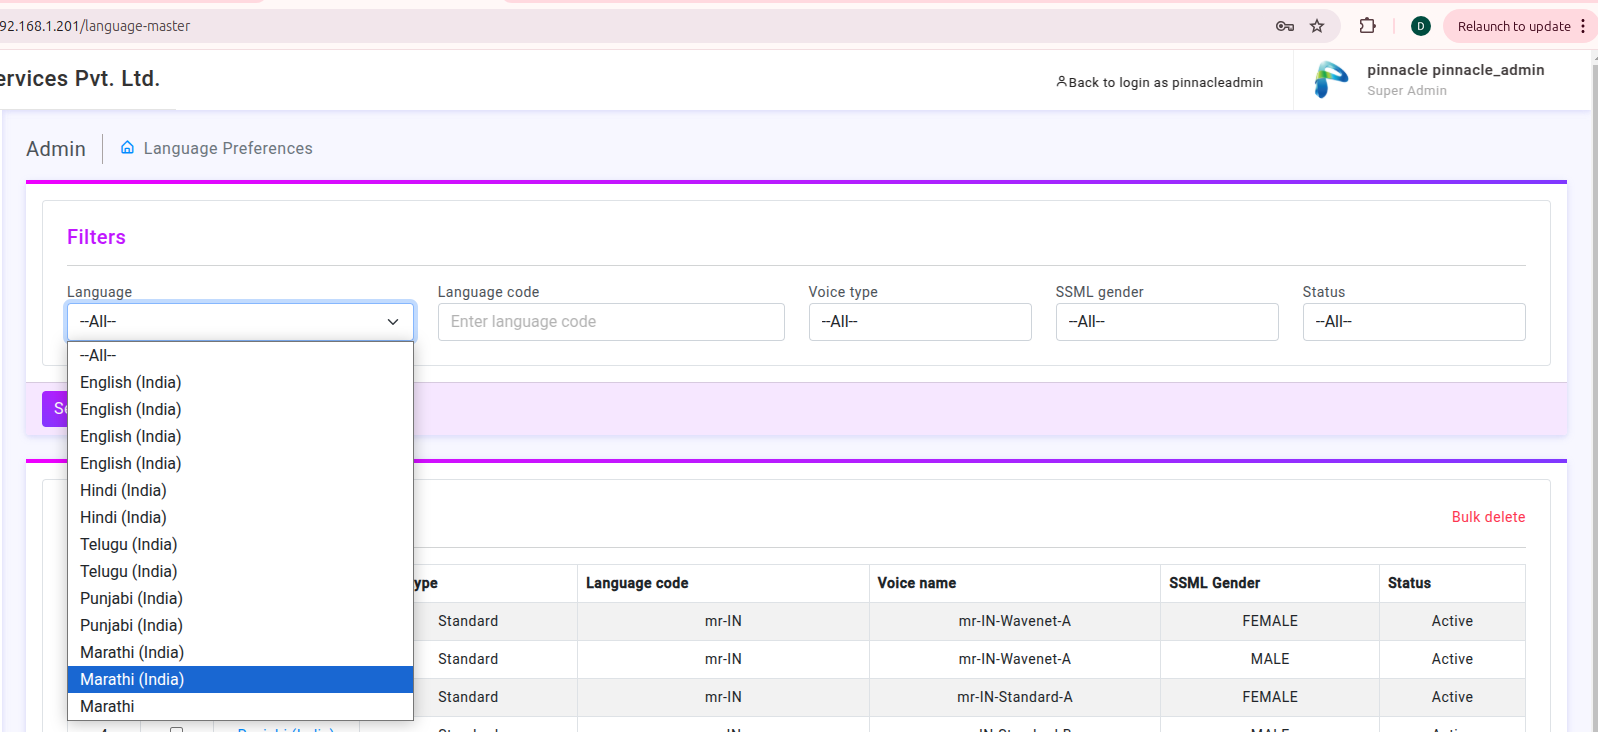 92.168.1.201/language-master
D
Relaunch to update
ervices Pvt. Ltd.
Back to login as pinnacleadmin
pinnacle pinnacle_admin
Super Admin
Admin
Language Preferences
Filters
Language
Language code
Voice type
SSML gender
Status
--All--
Enter language code
--All--
--All--
--All--
--All--
English (India)
English (India)
English (India)
English (India)
Hindi (India)
Hindi (India)
Telugu (India)
Telugu (India)
Punjabi (India)
Punjabi (India)
Marathi (India)
Marathi (India)
Marathi
Se
Bulk delete
ype
Language code
Voice name
SSML Gender
Status
Standard
mr-IN
mr-IN-Wavenet-A
FEMALE
Active
Standard
mr-IN
mr-IN-Wavenet-A
MALE
Active
Standard
mr-IN
mr-IN-Standard-A
FEMALE
Active